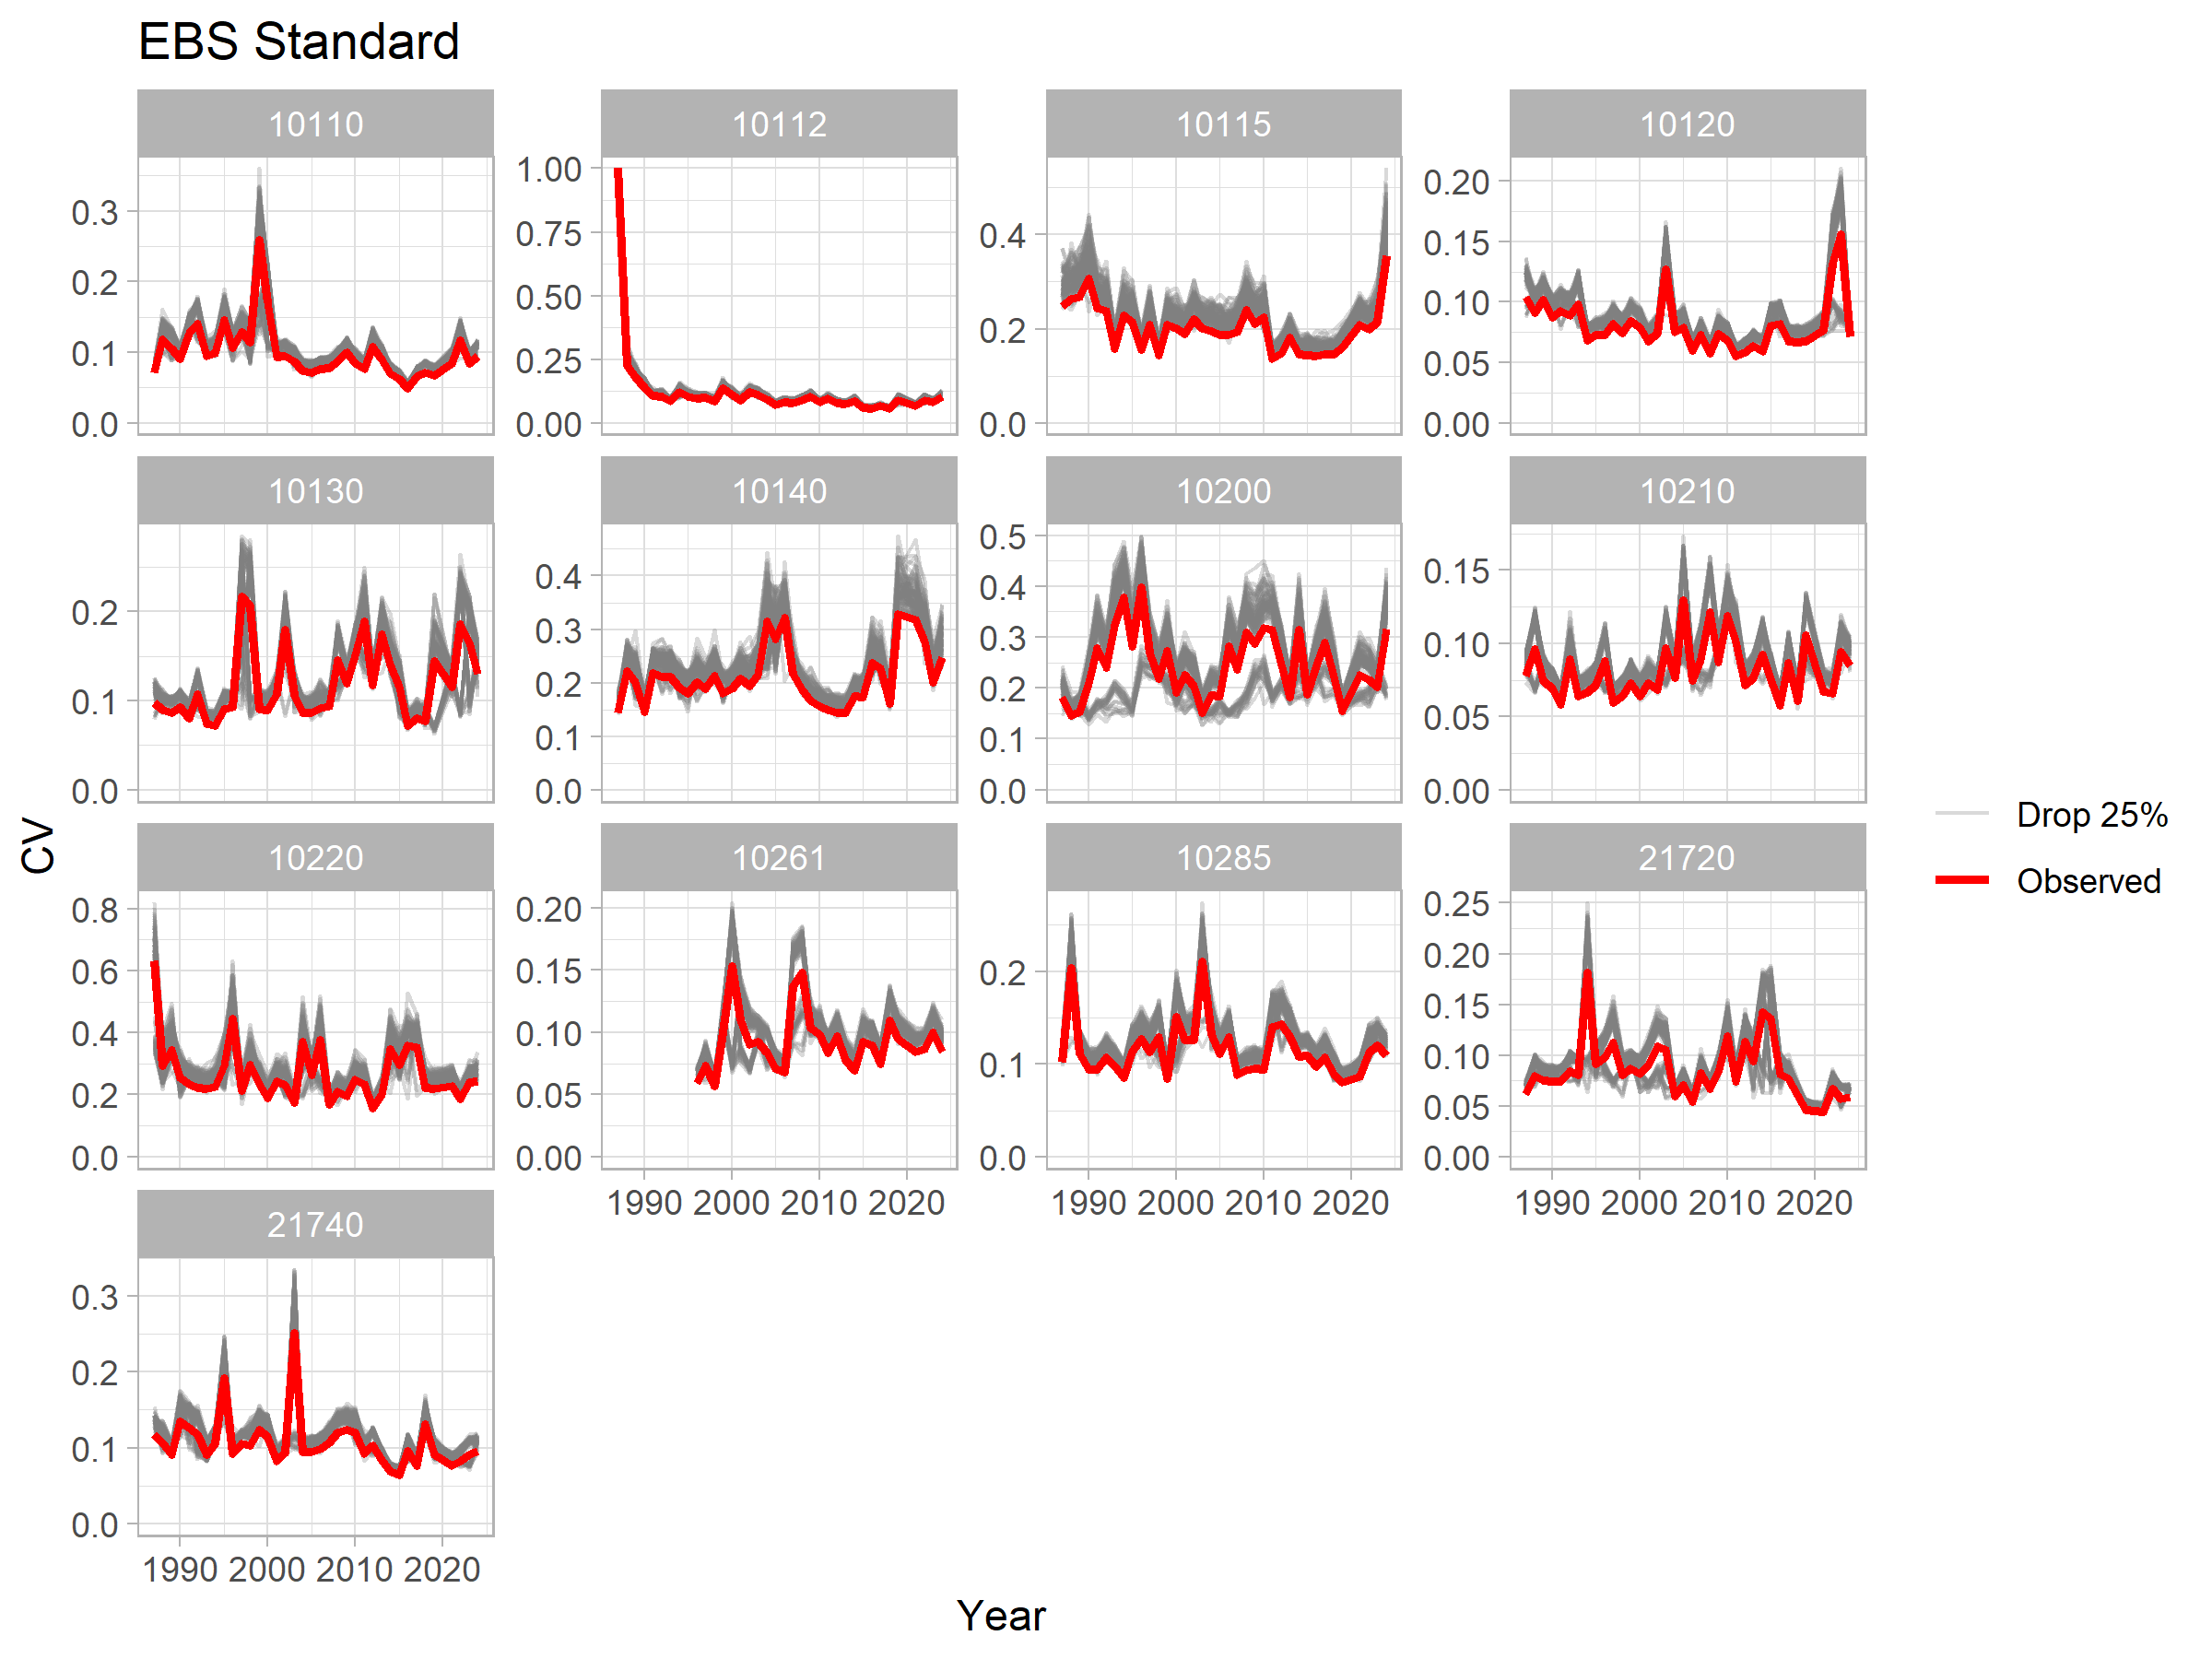 EBS Standard
10110 10112 10115 10120
0.3 0.2 0.1 0.0
1.00 0.75 0.50 0.25 0.00
0.4 0.2 0.0
0.20 0.15 0.10 0.05 0.00
10130 10140 10200 10210
0.2 0.1 0.0
0.4 0.3 0.2 0.1 0.0
0.5 0.4 0.3 0.2 0.1 0.0
0.15 0.10 0.05 0.00
CV
Drop 25%
Observed
10220 10261 10285 21720
0.8 0.6 0.4 0.2 0.0
0.20 0.15 0.10 0.05 0.00
0.2 0.1 0.0
0.25 0.20 0.15 0.10 0.05 0.00
1990 2000 2010 2020
1990 2000 2010 2020
1990 2000 2010 2020
21740
0.3 0.2 0.1 0.0
1990 2000 2010 2020
Year